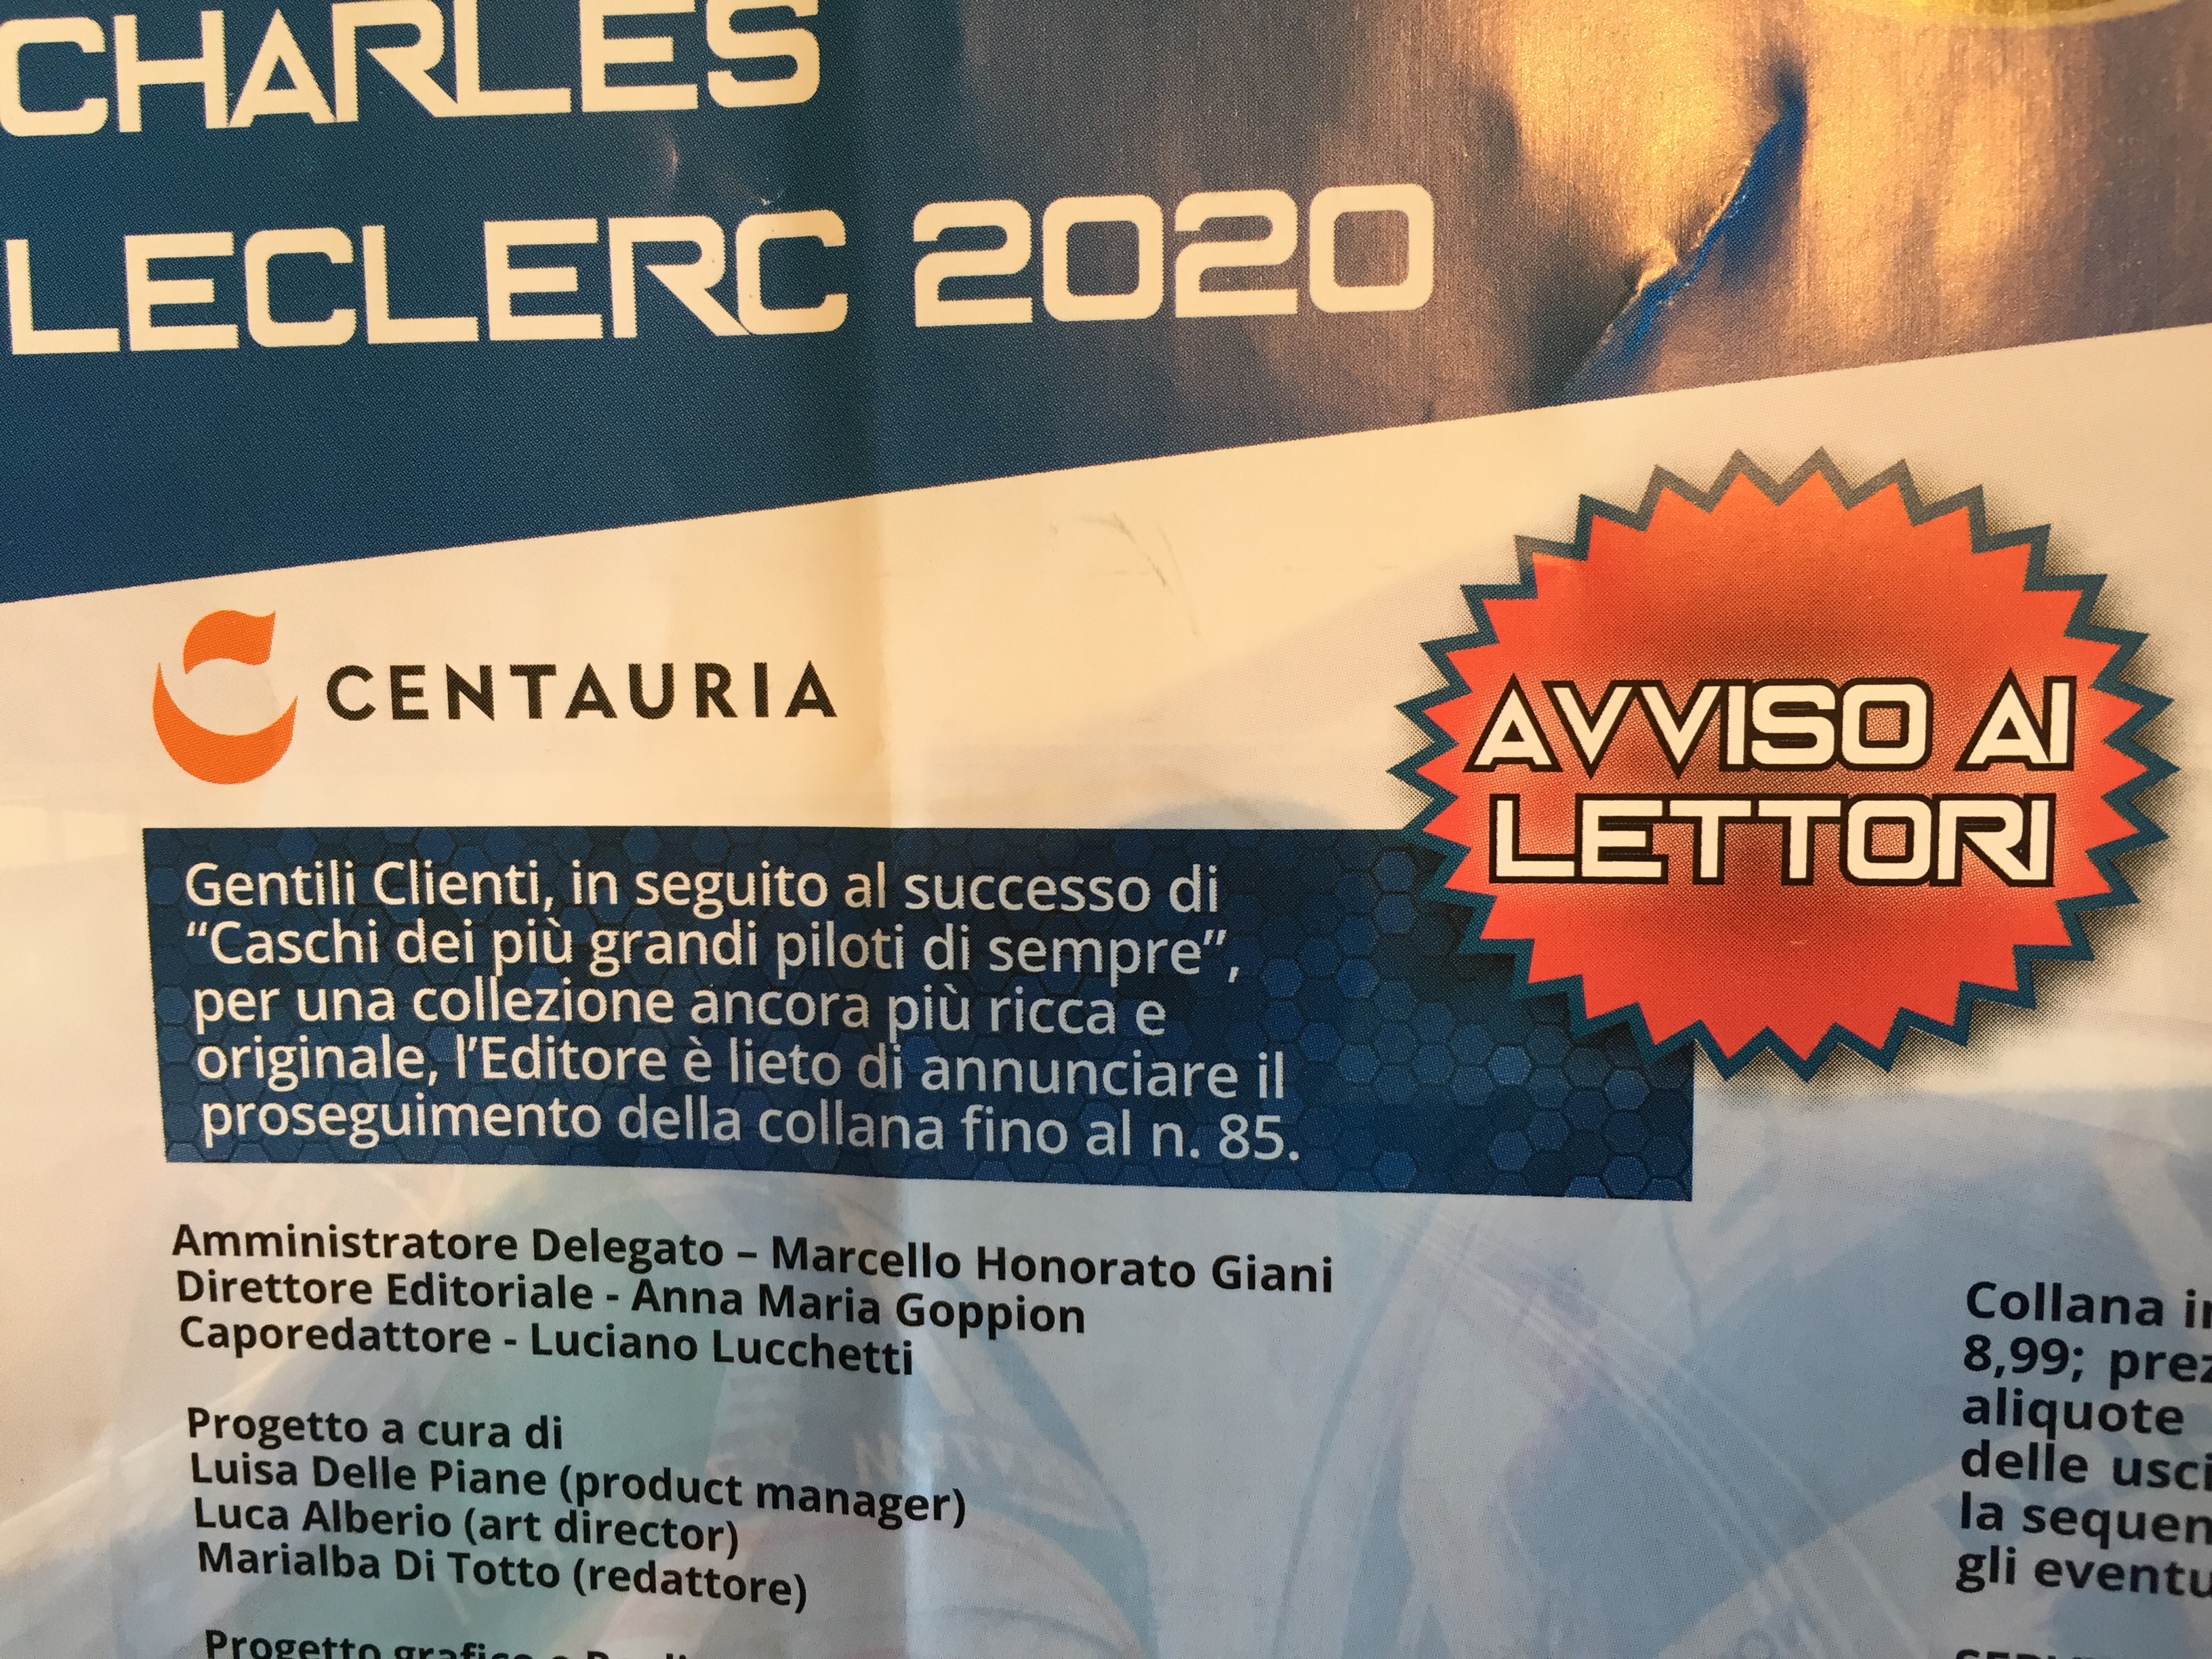 CHARLES
LECLERC 2020
CENTAURIA
AVVISO AI
LETTORI
Gentili Clienti, in seguito al successo di
“Caschi dei più grandi piloti di sempre”,
per una collezione ancora più ricca e
originale, l’Editore è lieto di annunciare il
proseguimento della collana fino al n. 85.
Amministratore Delegato – Marcello Honorato Giani
Direttore Editoriale - Anna Maria Goppion
Caporedattore - Luciano Lucchetti
Progetto a cura di
Luisa Delle Piane (product manager)
Luca Alberio (art director)
Marialba Di Totto (redattore)
Progetto grafico e
Collana
8,99;
aliquote
delle
la
gli